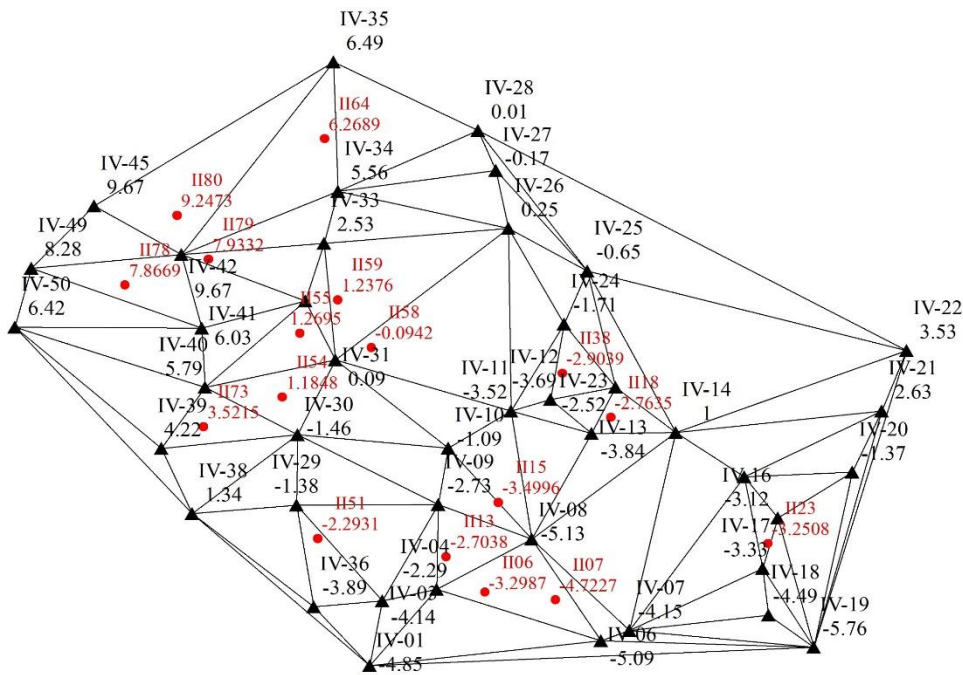 IV-35
6.49
IV-28
0.01
II64
6.2689
IV-27
-0.17
IV-34
5.56
IV-45
9.67
II80
9.2473
IV-26
0.25
IV-33
2.53
IV-49
8.28
II79
7.9332
II78
7.8669
IV-25
-0.65
IV-42
9.67
II59
1.2376
IV-24
-1.71
IV-50
6.42
II55
1.2695
II58
-0.0942
IV-22
3.53
IV-41
6.03
IV-40
5.79
II38
-2.9039
IV-31
0.09
II54
1.1848
IV-11
-3.52
IV-12
-3.69
IV-21
2.63
IV-23
-2.52
II18
-2.7635
IV-14
1
II73
3.5215
IV-39
4.22
IV-30
-1.46
IV-10
-1.09
IV-13
-3.84
IV-20
-1.37
IV-38
1.34
IV-29
-1.38
IV-09
-2.73
II15
-3.4996
IV-16
-3.12
IV-08
-5.13
II51
-2.2931
II13
-2.7038
II23
-3.2508
IV-17
-3.33
IV-04
-2.29
IV-36
-3.89
II06
-3.2987
II07
-4.7227
IV-18
-4.49
IV-07
-4.15
IV-03
-4.14
IV-19
-5.76
IV-01
-4.85
IV-06
-5.09